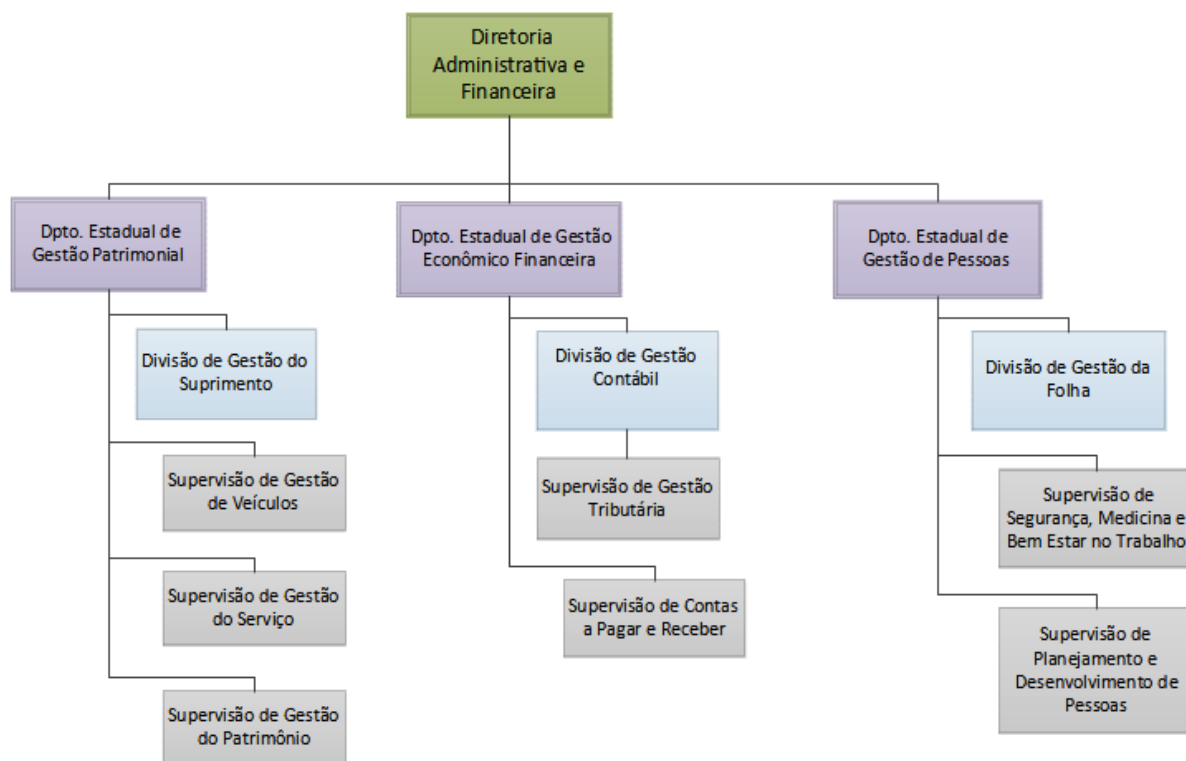 Diretoria
Administrativa e
Financeira
Dpto. Estadual de
Gestão Patrimonial
Dpto. Estadual de Gestão
Econômico Financeira
Dpto. Estadual de
Gestão de Pessoas
Divisão de Gestão do
Suprimento
Divisão de Gestão
Contábil
Divisão de Gestão da
Folha
Supervisão de Gestão
de Veículos
Supervisão de Gestão
Tributária
Supervisão de
Segurança, Medicina e
Bem Estar no Trabalho
Supervisão de Gestão
do Serviço
Supervisão de Contas
a Pagar e Receber
Supervisão de
Planejamento e
Desenvolvimento de
Pessoas
Supervisão de Gestão
do Patrimônio